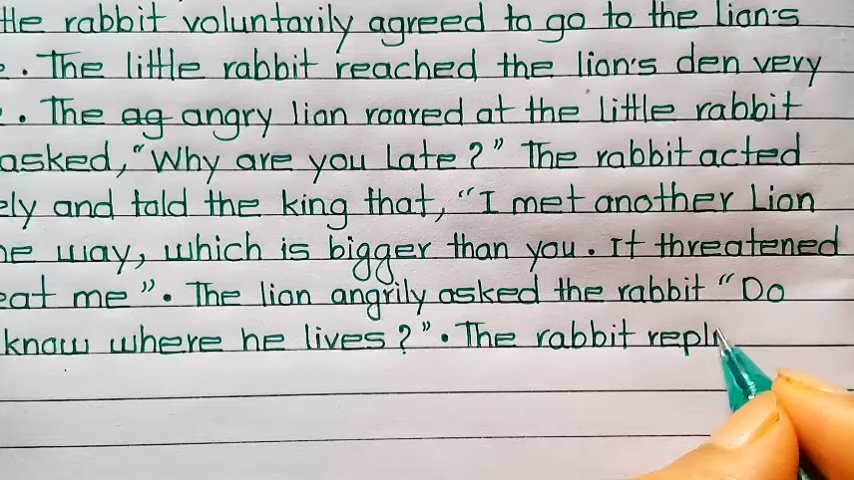 tle rabbit voluntarily agreed to go to the lion's
e. The little rabbit reached the lion's den very
e. The ag angry lion roared at the little rabbit
asked, "Why are you late?" The rabbit acted
ely and told the king that, "I met another Lion
he way, which is bigger than you. It threatened
eat me". The lion angrily asked the rabbit "Do
know where he lives?". The rabbit repl